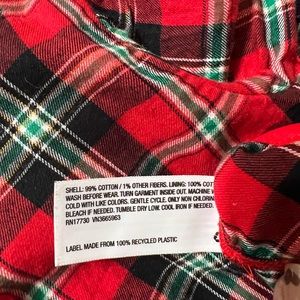 SHELL: 99% COTTON / 1% OTHER FIBERS. LINING: 100% COT
WASH BEFORE WEAR. TURN GARMENT INSIDE OUT. MACHINE
COLD WITH LIKE COLORS. GENTLE CYCLE. ONLY NON CHLORIN
BLEACH IF NEEDED. TUMBLE DRY LOW. COOL IRON IF NEEDED.
RN17730 VN3665963
LABEL MADE FROM 100% RECYCLED PLASTIC